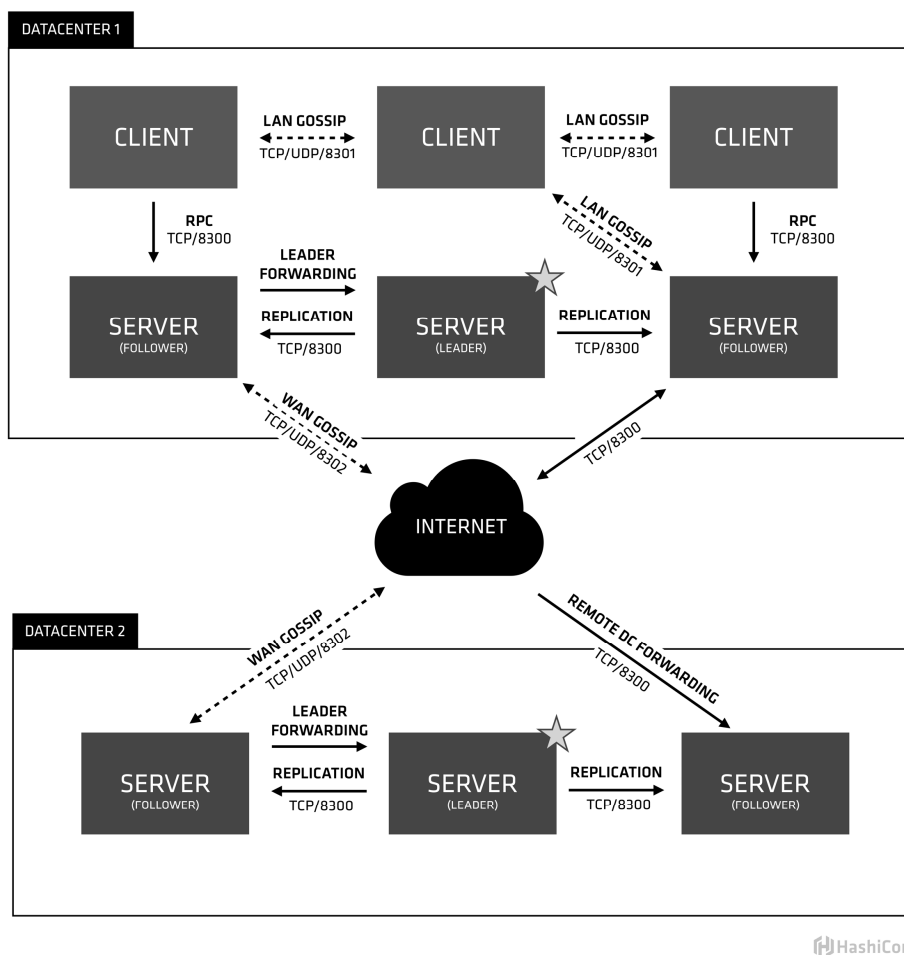 DATACENTER 1
CLIENT
LAN GOSSIP
TCP/UDP/8301
CLIENT
LAN GOSSIP
TCP/UDP/8301
CLIENT
RPC
TCP/8300
LAN GOSSIP
TCP/UDP/8301
RPC
TCP/8300
SERVER
(FOLLOWER)
LEADER
FORWARDING
REPLICATION
TCP/8300
SERVER
(LEADER)
REPLICATION
TCP/8300
SERVER
(FOLLOWER)
WAN GOSSIP
TCP/UDP/8302
TCP/8300
INTERNET
DATACENTER 2
WAN GOSSIP
TCP/UDP/8302
REMOTE DC FORWARDING
TCP/8300
SERVER
(FOLLOWER)
LEADER
FORWARDING
REPLICATION
TCP/8300
SERVER
(LEADER)
REPLICATION
TCP/8300
SERVER
(FOLLOWER)
HashiCor